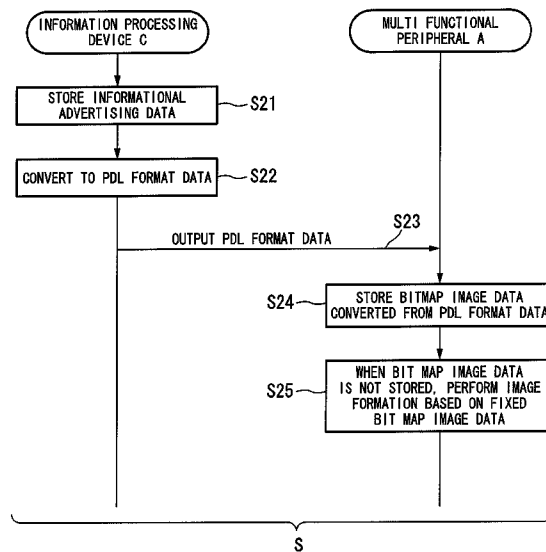 INFORMATION PROCESSING
DEVICE C
MULTI FUNCTIONAL
PERIPHERAL A
STORE INFORMATIONAL
ADVERTISING DATA
S21
CONVERT TO PDL FORMAT DATA
S22
OUTPUT PDL FORMAT DATA
S23
S24
STORE BITMAP IMAGE DATA
CONVERTED FROM PDL FORMAT DATA
S25
WHEN BIT MAP IMAGE DATA
IS NOT STORED, PERFORM IMAGE
FORMATION BASED ON FIXED
BIT MAP IMAGE DATA
S